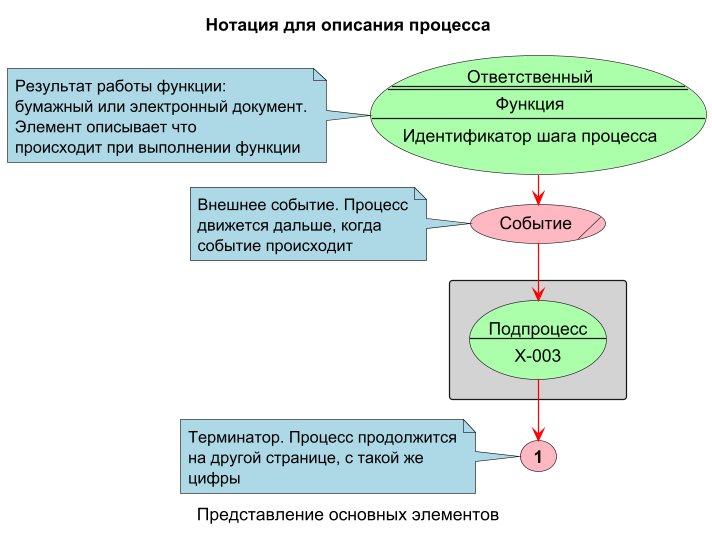 Нотация для описания процесса
Результат работы функции:
бумажный или электронный документ.
Элемент описывает что
происходит при выполнении функции
Ответственный
Функция
Идентификатор шага процесса
Внешнее событие. Процесс
движется дальше, когда
событие происходит
Событие
Подпроцесс
X-003
Терминатор. Процесс продолжится
на другой странице, с такой же
цифры
1
Представление основных элементов